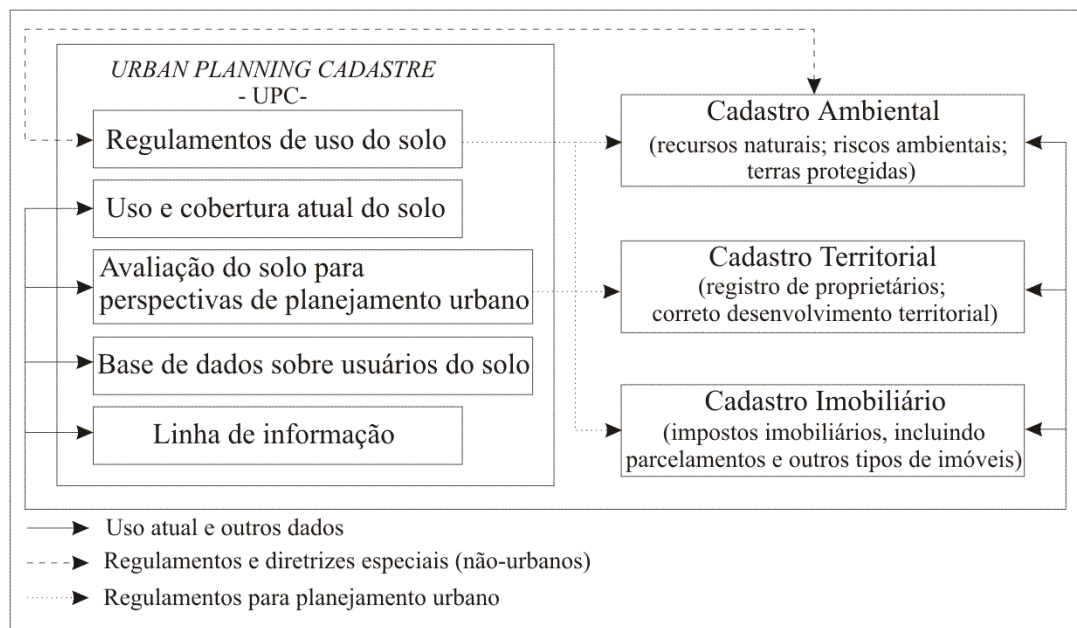 URBAN PLANNING CADASTRE
- UPC-
Regulamentos de uso do solo
Uso e cobertura atual do solo
Avaliação do solo para
perspectivas de planejamento urbano
Base de dados sobre usuários do solo
Linha de informação
Cadastro Ambiental
(recursos naturais; riscos ambientais;
terras protegidas)
Cadastro Territorial
(registro de proprietários;
correto desenvolvimento territorial)
Cadastro Imobiliário
(impostos imobiliários, incluindo
parcelamentos e outros tipos de imóveis)
Uso atual e outros dados
Regulamentos e diretrizes especiais (não-urbanos)
Regulamentos para planejamento urbano